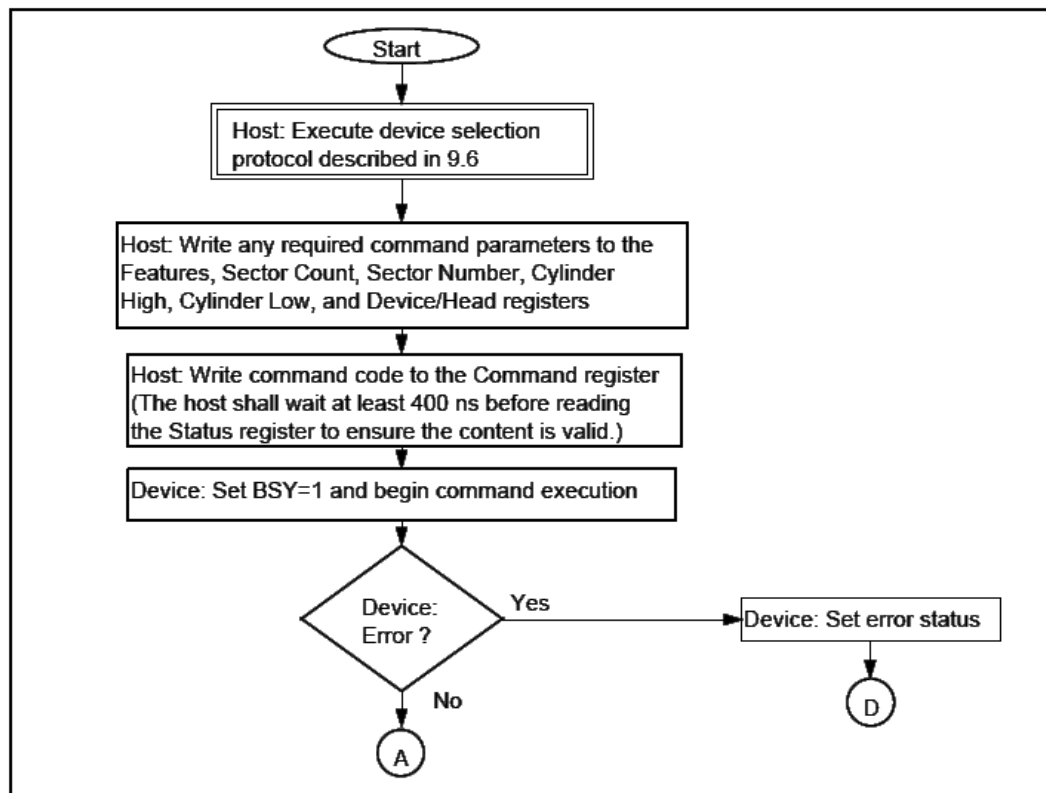 Start
Host: Execute device selection
protocol described in 9.6
Host: Write any required command parameters to the
Features, Sector Count, Sector Number, Cylinder
High, Cylinder Low, and Device/Head registers
Host: Write command code to the Command register
(The host shall wait at least 400 ns before reading
the Status register to ensure the content is valid.)
Device: Set BSY=1 and begin command execution
Device:
Error ?
Yes
Device: Set error status
No
D
A